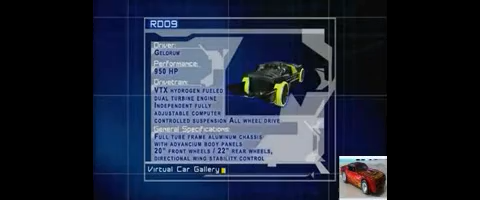 RD09
Driver:
Gelorum
Performance:
950 HP
Drivetrain:
VTX hydrogen fueled
dual turbine engine
Independent fully
adjustable computer
controlled suspension All wheel drive
General Specifications:
Full tube frame aluminum chassis
with advancium body panels
20" front wheels / 22" rear wheels,
directional wing stability control
Virtual Car Gallery